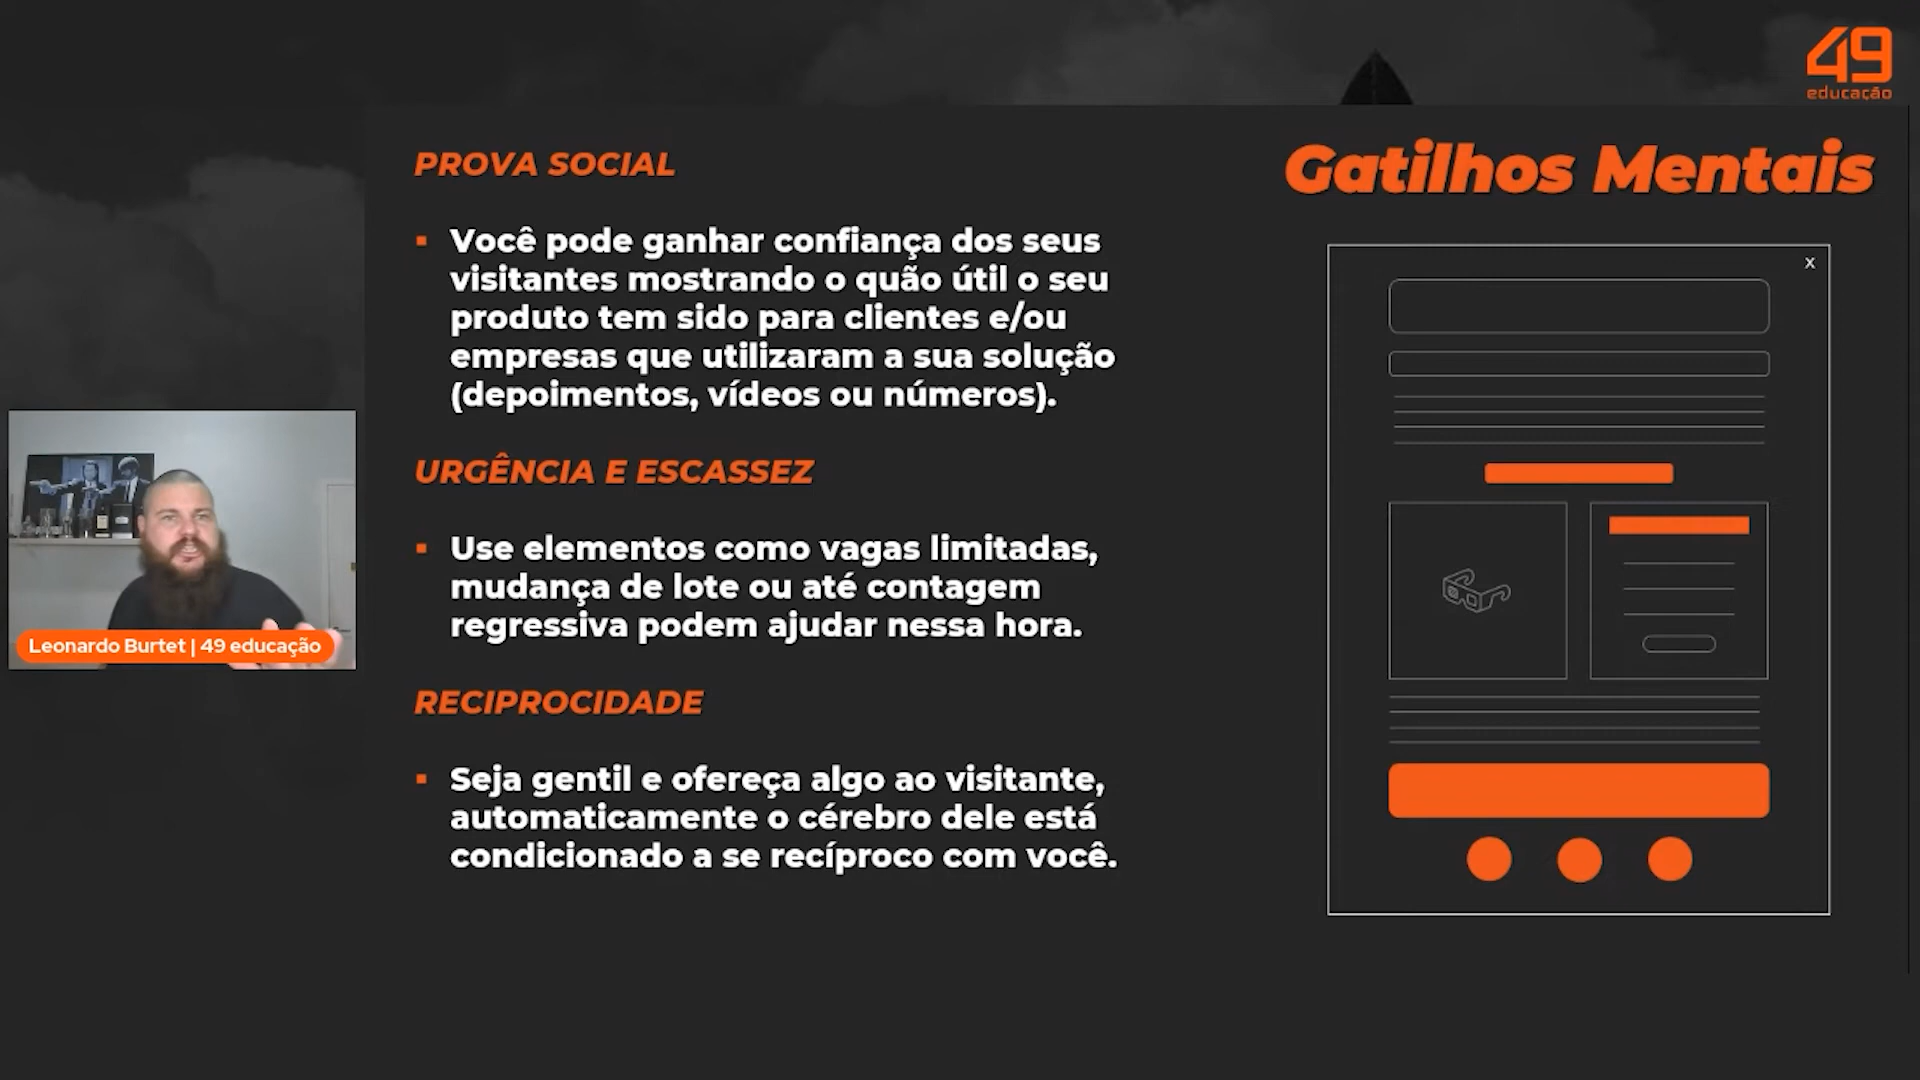 49
educação
Gatilhos Mentais
PROVA SOCIAL
▪ Você pode ganhar confiança dos seus
visitantes mostrando o quão útil o seu
produto tem sido para clientes e/ou
empresas que utilizaram a sua solução
(depoimentos, vídeos ou números).
URGÊNCIA E ESCASSEZ
▪ Use elementos como vagas limitadas,
mudança de lote ou até contagem
regressiva podem ajudar nessa hora.
RECIPROCIDADE
▪ Seja gentil e ofereça algo ao visitante,
automaticamente o cérebro dele está
condicionado a se recíproco com você.
x
Leonardo Burtet | 49 educação